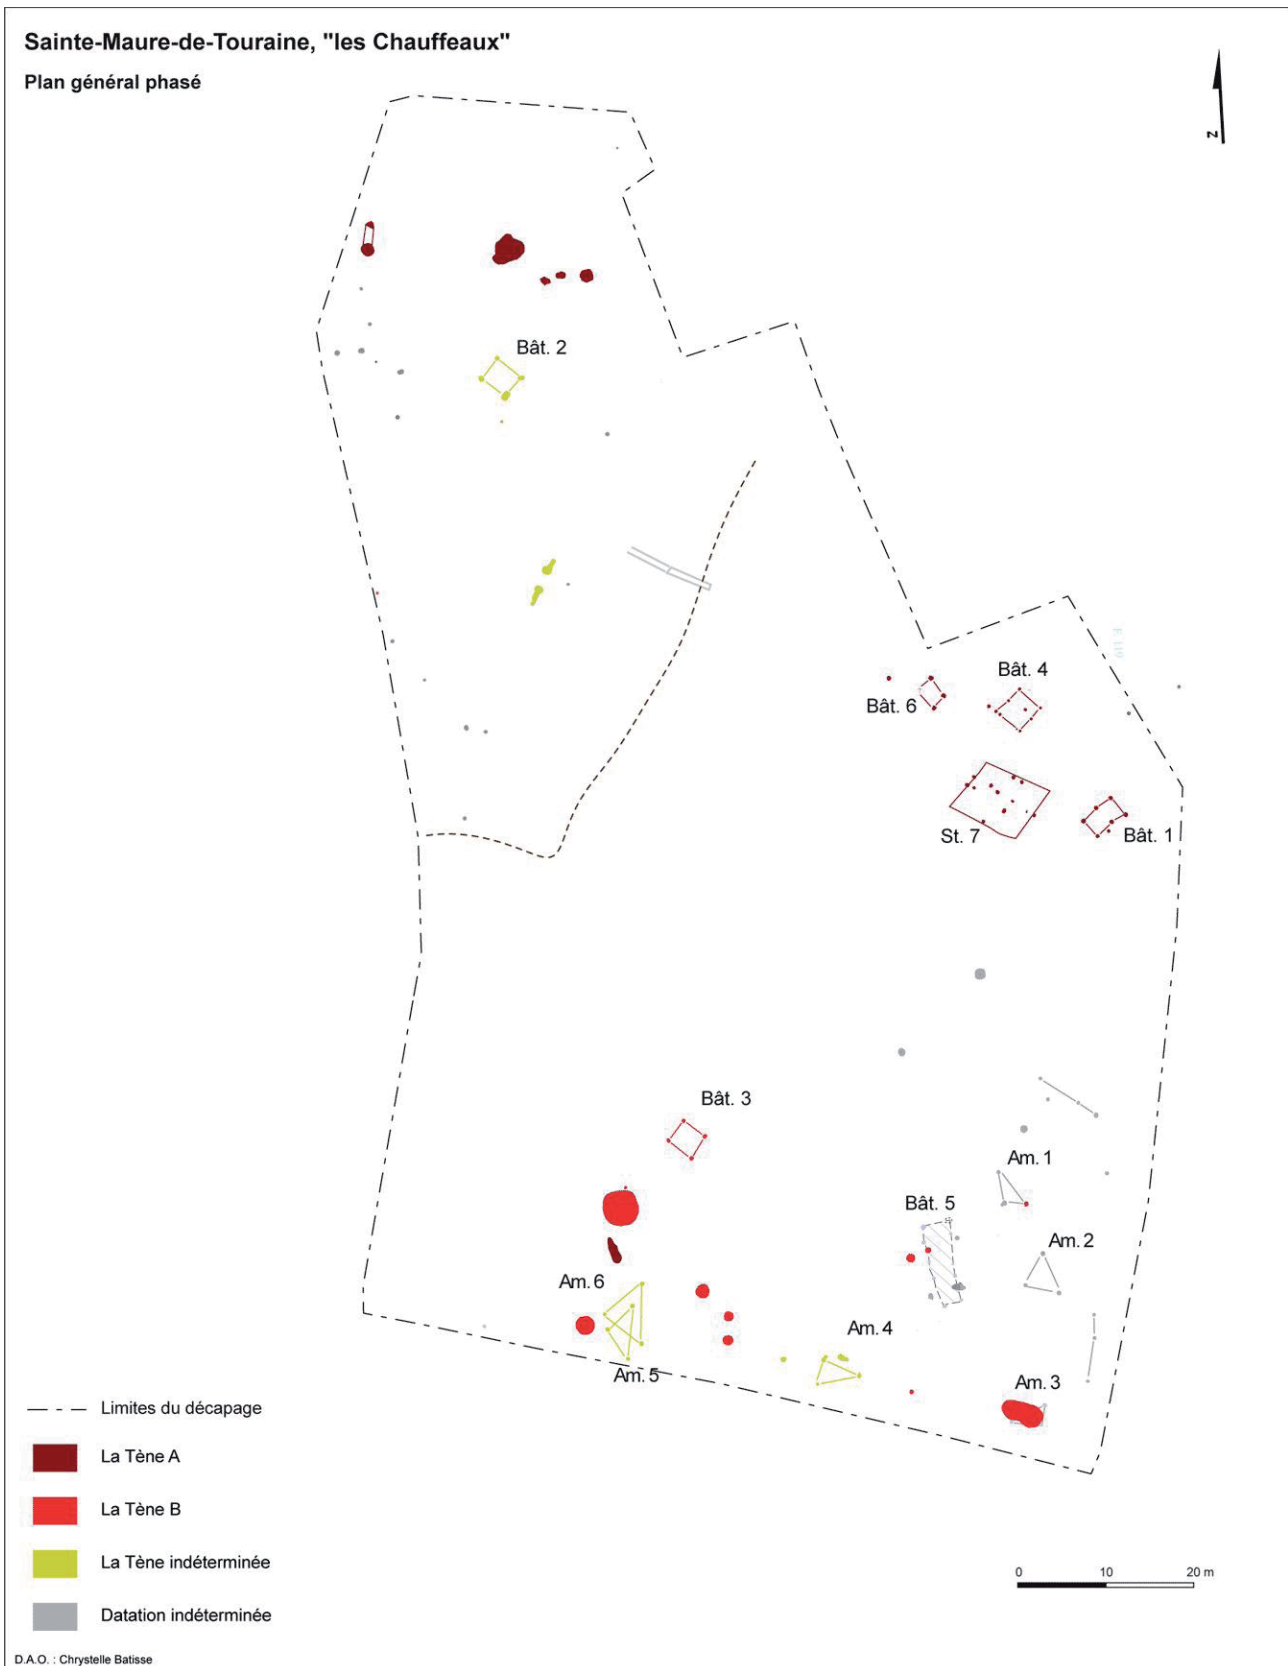 Sainte-Maure-de-Touraine, "les Chauffeaux"
Plan général phasé
N
Bât. 2
Bât. 4
Bât. 6
St. 7
Bât. 1
Bât. 3
Am. 1
Bât. 5
Am. 2
Am. 6
Am. 4
Am. 5
Am. 3
Limites du décapage
La Tène A
La Tène B
La Tène indéterminée
Datation indéterminée
0 10 20 m
D.A.O. : Chrystelle Batisse